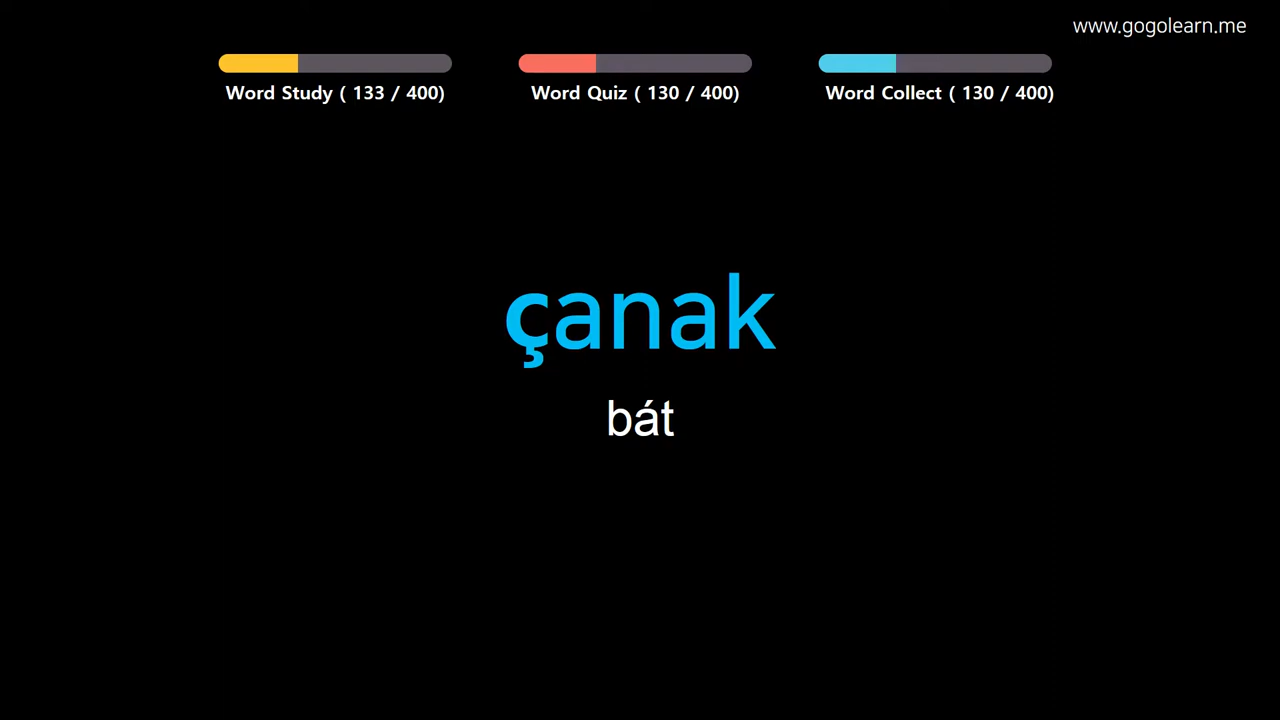 www.gogolearn.me
Word Study ( 133 / 400)
Word Quiz ( 130 / 400)
Word Collect ( 130 / 400)
çanak
bát